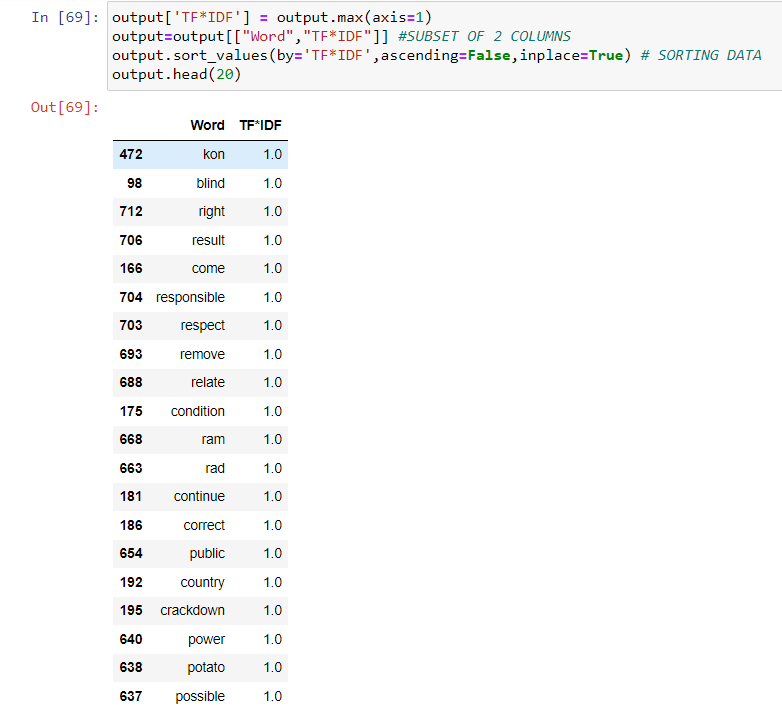 In [69]: output['TF*IDF'] = output.max(axis=1)
output=output[["Word","TF*IDF"]] #SUBSET OF 2 COLUMNS
output.sort_values(by='TF*IDF',ascending=False,inplace=True) # SORTING DATA
output.head(20)
Out[69]:
Word TF*IDF
472 kon 1.0
98 blind 1.0
712 right 1.0
706 result 1.0
166 come 1.0
704 responsible 1.0
703 respect 1.0
693 remove 1.0
688 relate 1.0
175 condition 1.0
668 ram 1.0
663 rad 1.0
181 continue 1.0
186 correct 1.0
654 public 1.0
192 country 1.0
195 crackdown 1.0
640 power 1.0
638 potato 1.0
637 possible 1.0